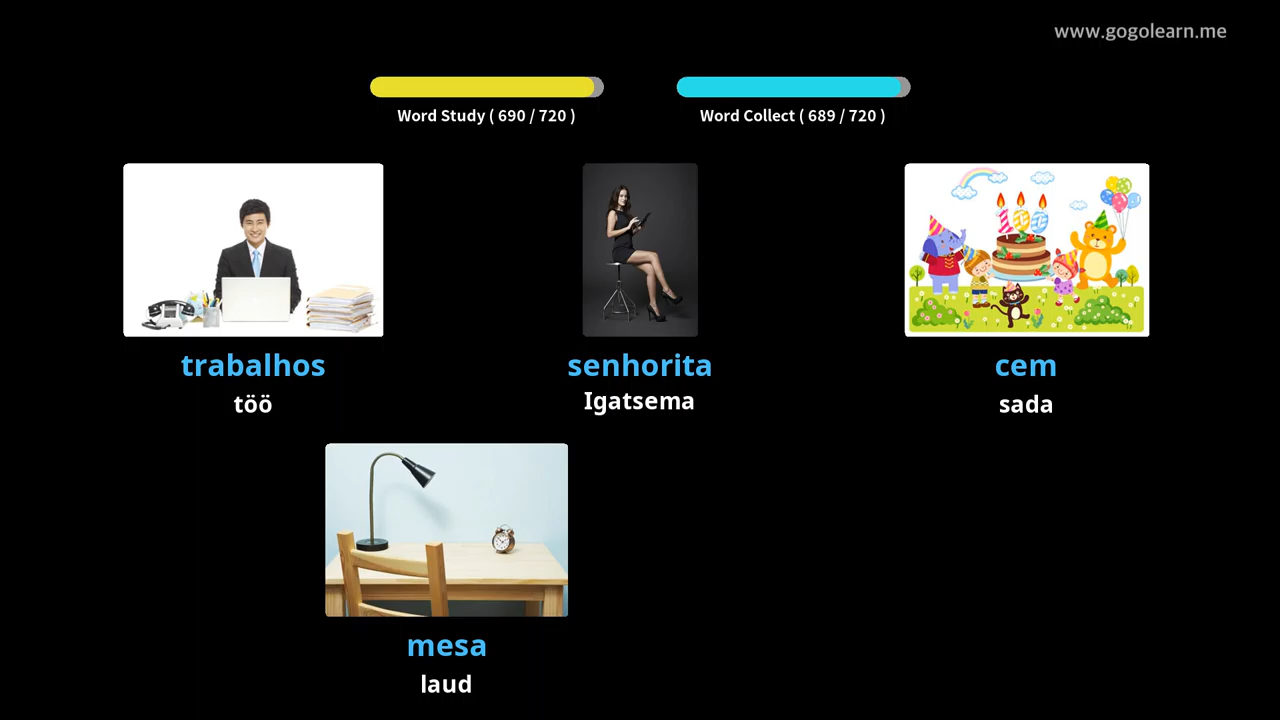 www.gogolearn.me
Word Study ( 690 / 720 )
Word Collect ( 689 / 720 )
100
trabalhos
töö
senhorita
Igatsema
cem
sada
mesa
laud